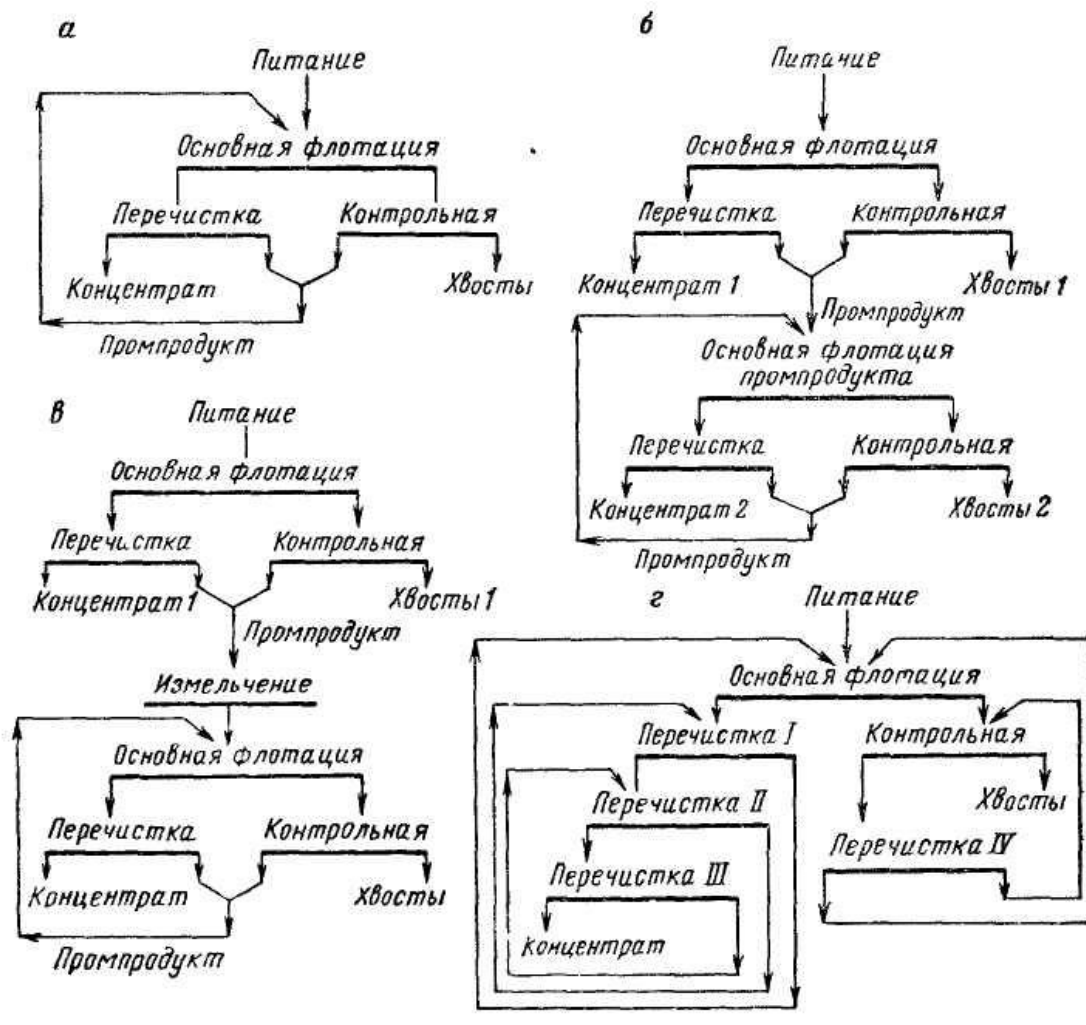 а
Питание
Основная флотация
Перечистка Контрольная
Концентрат Хвосты
Промпродукт
б
Питание
Основная флотация
Перечистка Контрольная
Концентрат 1 Хвосты 1
Промпродукт
Основная флотация
промпродукта
Перечистка Контрольная
Концентрат 2 Хвосты 2
Промпродукт
в
Питание
Основная флотация
Перечистка Контрольная
Концентрат 1 Хвосты 1
Промпродукт
Измельчение
Основная флотация
Перечистка Контрольная
Концентрат Хвосты
Промпродукт
г
Питание
Основная флотация
Перечистка I Контрольная
Перечистка II Хвосты
Перечистка III Перечистка IV
Концентрат